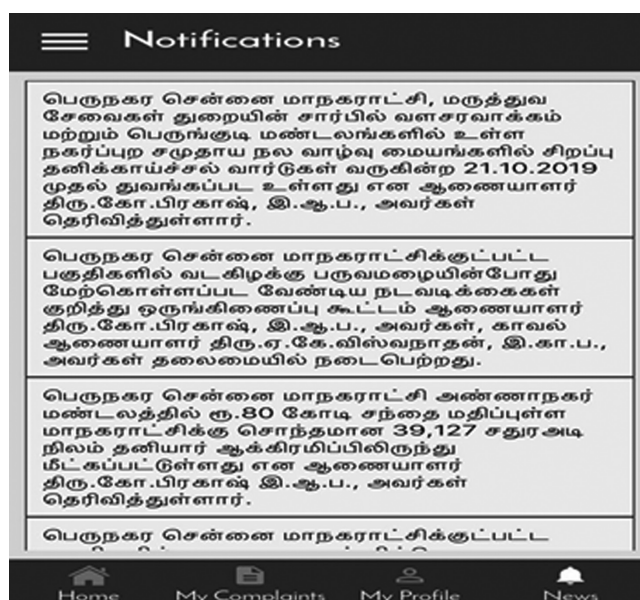 Notifications
பெருநகர சென்னை மாநகராட்சி, மருத்துவ
சேவைகள் துறையின் சார்பில் வளசரவாக்கம்
மற்றும் பெருங்குடி மண்டலங்களில் உள்ள
நகர்ப்புற சமுதாய நல வாழ்வு மையங்களில் சிறப்பு
தனிக்காய்ச்சல் வார்டுகள் வருகின்ற 21.10.2019
முதல் துவங்கப்பட உள்ளது என ஆணையாளர்
திரு.கோ.பிரகாஷ், இ.ஆ.ப., அவர்கள்
தெரிவித்துள்ளார்.
பெருநகர சென்னை மாநகராட்சிக்குட்பட்ட
பகுதிகளில் வடகிழக்கு பருவமழையின்போது
மேற்கொள்ளப்பட வேண்டிய நடவடிக்கைகள்
குறித்து ஒருங்கிணைப்பு கூட்டம் ஆணையாளர்
திரு.கோ.பிரகாஷ், இ.ஆ.ப., அவர்கள், காவல்
ஆணையாளர் திரு.ஏ.கே.விஸ்வநாதன், இ.கா.ப.,
அவர்கள் தலைமையில் நடைபெற்றது.
பெருநகர சென்னை மாநகராட்சி அண்ணாநகர்
மண்டலத்தில் ரூ.80 கோடி சந்தை மதிப்புள்ள
மாநகராட்சிக்கு சொந்தமான 39,127 சதுரஅடி
நிலம் தனியார் ஆக்கிரமிப்பிலிருந்து
மீட்கப்பட்டுள்ளது என ஆணையாளர்
திரு.கோ.பிரகாஷ் இ.ஆ.ப., அவர்கள்
தெரிவித்துள்ளார்.
பெருநகர சென்னை மாநகராட்சிக்குட்பட்ட
Home My Complaints My Profile News